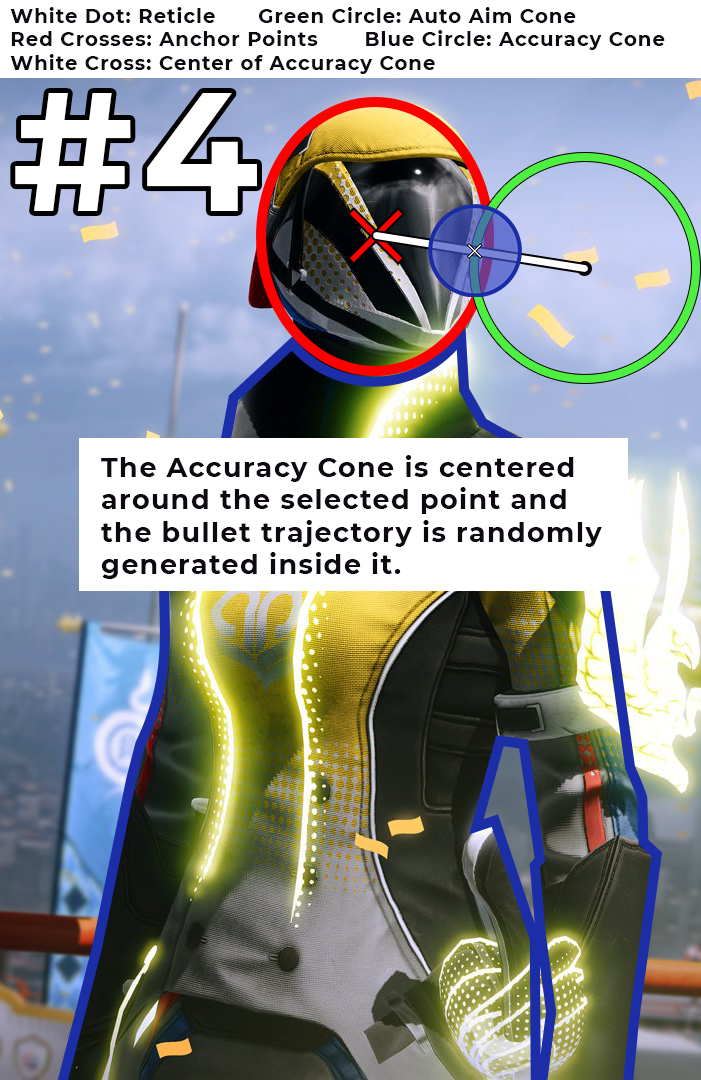 White Dot: Reticle Green Circle: Auto Aim Cone
Red Crosses: Anchor Points Blue Circle: Accuracy Cone
White Cross: Center of Accuracy Cone
#4
The Accuracy Cone is centered
around the selected point and
the bullet trajectory is randomly
generated inside it.